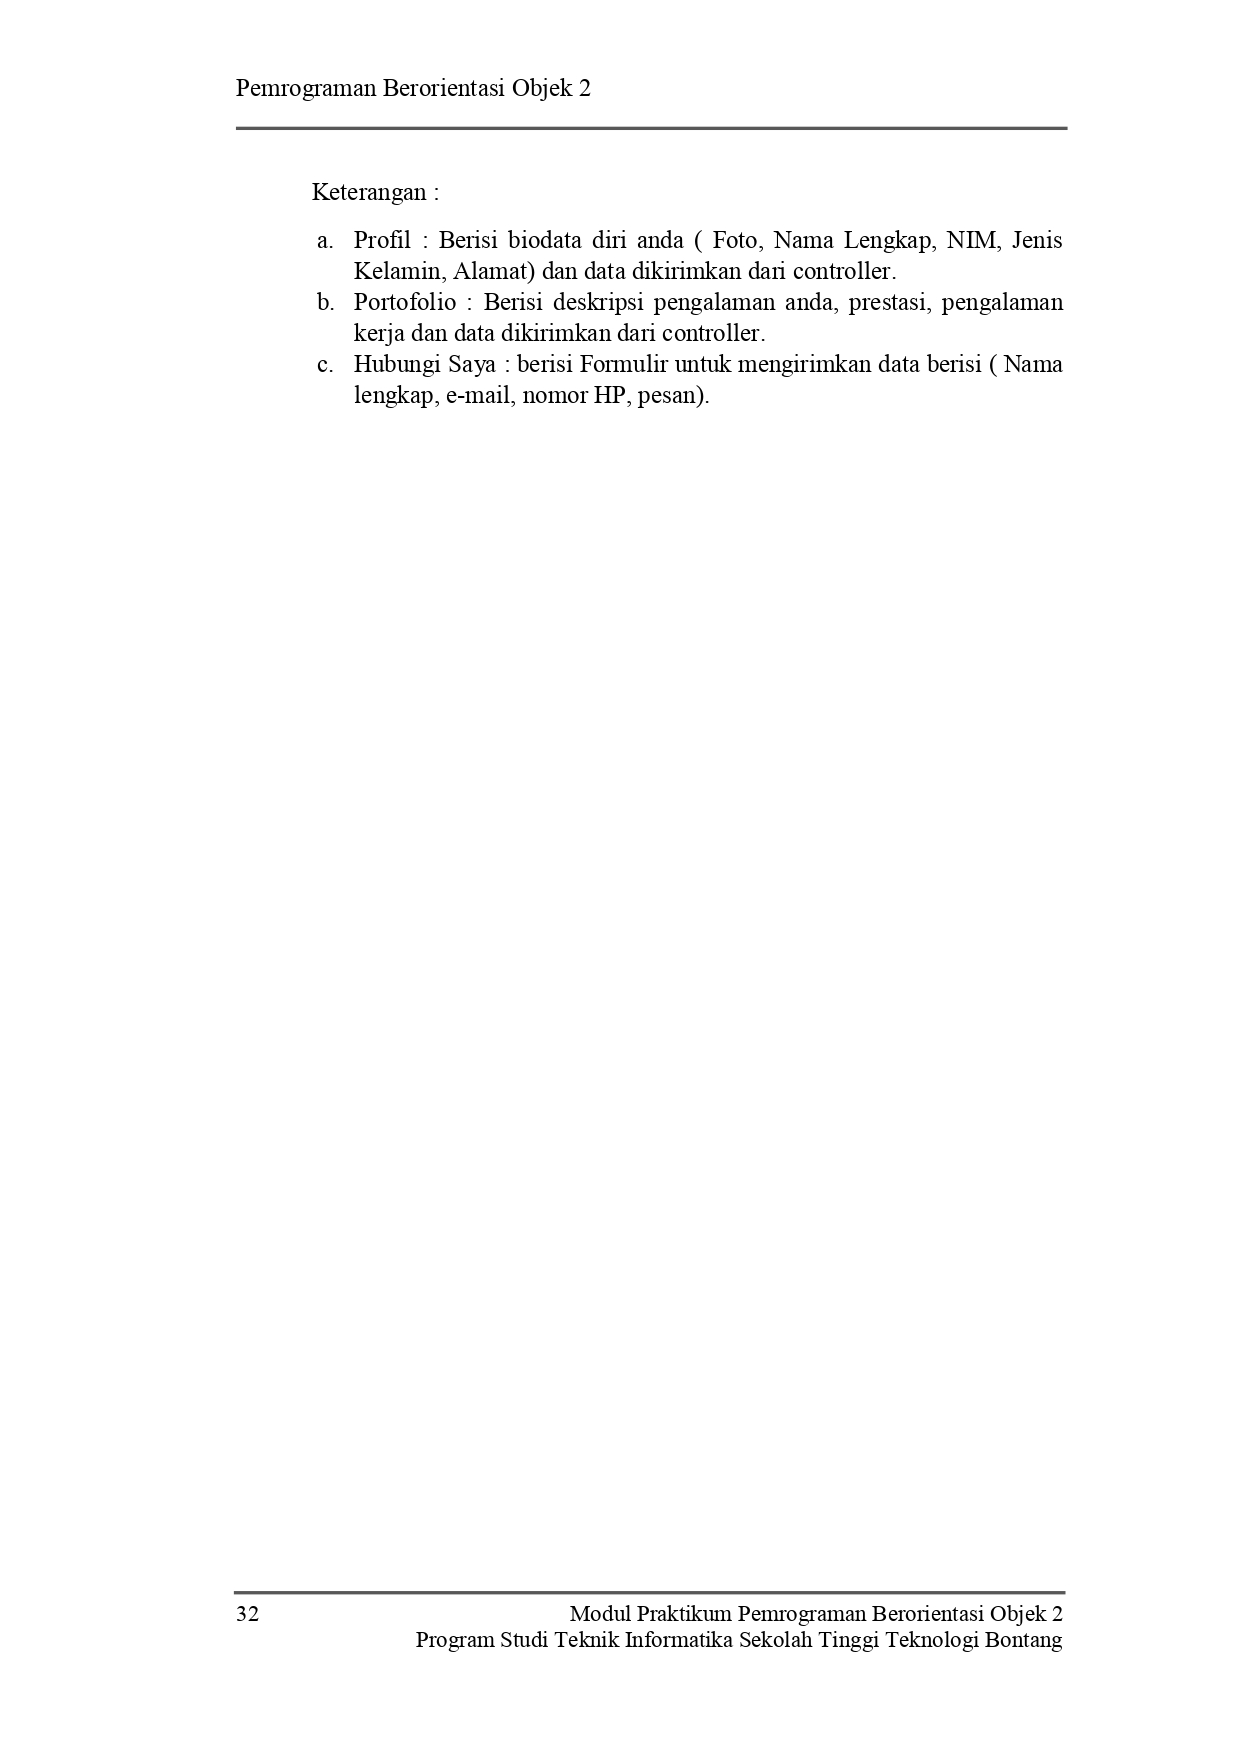 Pemrograman Berorientasi Objek 2
Keterangan :
a. Profil : Berisi biodata diri anda ( Foto, Nama Lengkap, NIM, Jenis
Kelamin, Alamat) dan data dikirimkan dari controller.
b. Portofolio : Berisi deskripsi pengalaman anda, prestasi, pengalaman
kerja dan data dikirimkan dari controller.
c. Hubungi Saya : berisi Formulir untuk mengirimkan data berisi ( Nama
lengkap, e-mail, nomor HP, pesan).
32 Modul Praktikum Pemrograman Berorientasi Objek 2
Program Studi Teknik Informatika Sekolah Tinggi Teknologi Bontang